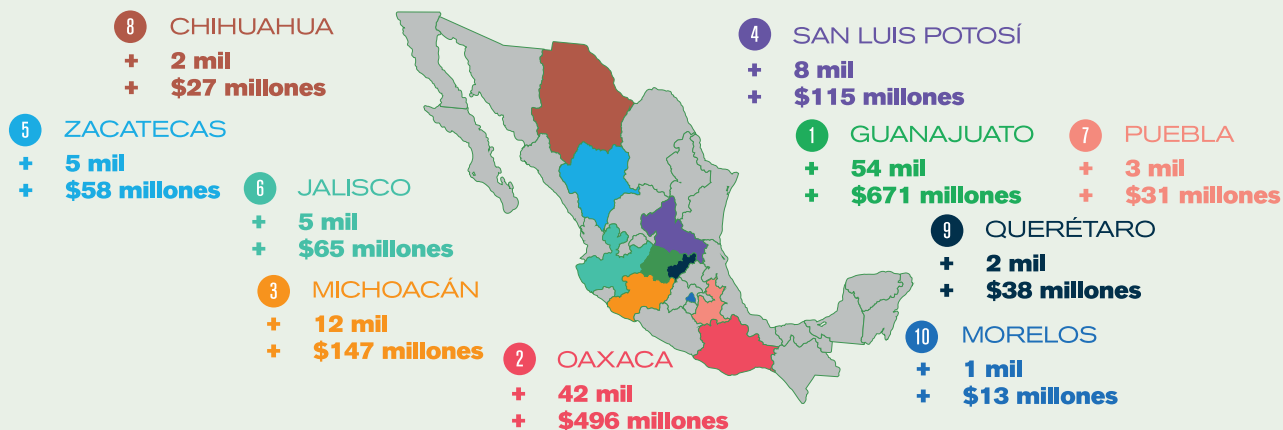 8 CHIHUAHUA
+ 2 mil
+ $27 millones
4 SAN LUIS POTOSÍ
+ 8 mil
+ $115 millones
5 ZACATECAS
+ 5 mil
+ $58 millones
1 GUANAJUATO
+ 54 mil
+ $671 millones
7 PUEBLA
+ 3 mil
+ $31 millones
6 JALISCO
+ 5 mil
+ $65 millones
9 QUERÉTARO
+ 2 mil
+ $38 millones
3 MICHOACÁN
+ 12 mil
+ $147 millones
2 OAXACA
+ 42 mil
+ $496 millones
10 MORELOS
+ 1 mil
+ $13 millones